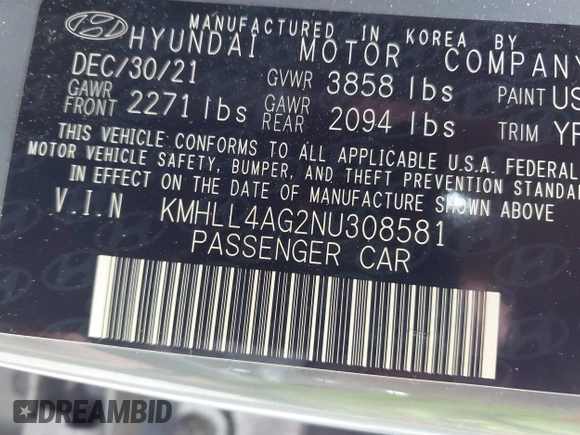 MANUFACTURED IN KOREA BY
HYUNDAI MOTOR COMPANY
DEC/30/21 GVWR 3858 lbs PAINT US
GAWR FRONT 2271 lbs GAWR REAR 2094 lbs TRIM
THIS VEHICLE CONFORMS TO ALL APPLICABLE U.S.A. FEDERAL
MOTOR VEHICLE SAFETY, BUMPER, AND THEFT PREVENTION STANDA
IN EFFECT ON THE DATE OF MANUFACTURE SHOWN ABOVE
V.I.N KMHLL4AG2NU308581
PASSENGER CAR
DREAMBID